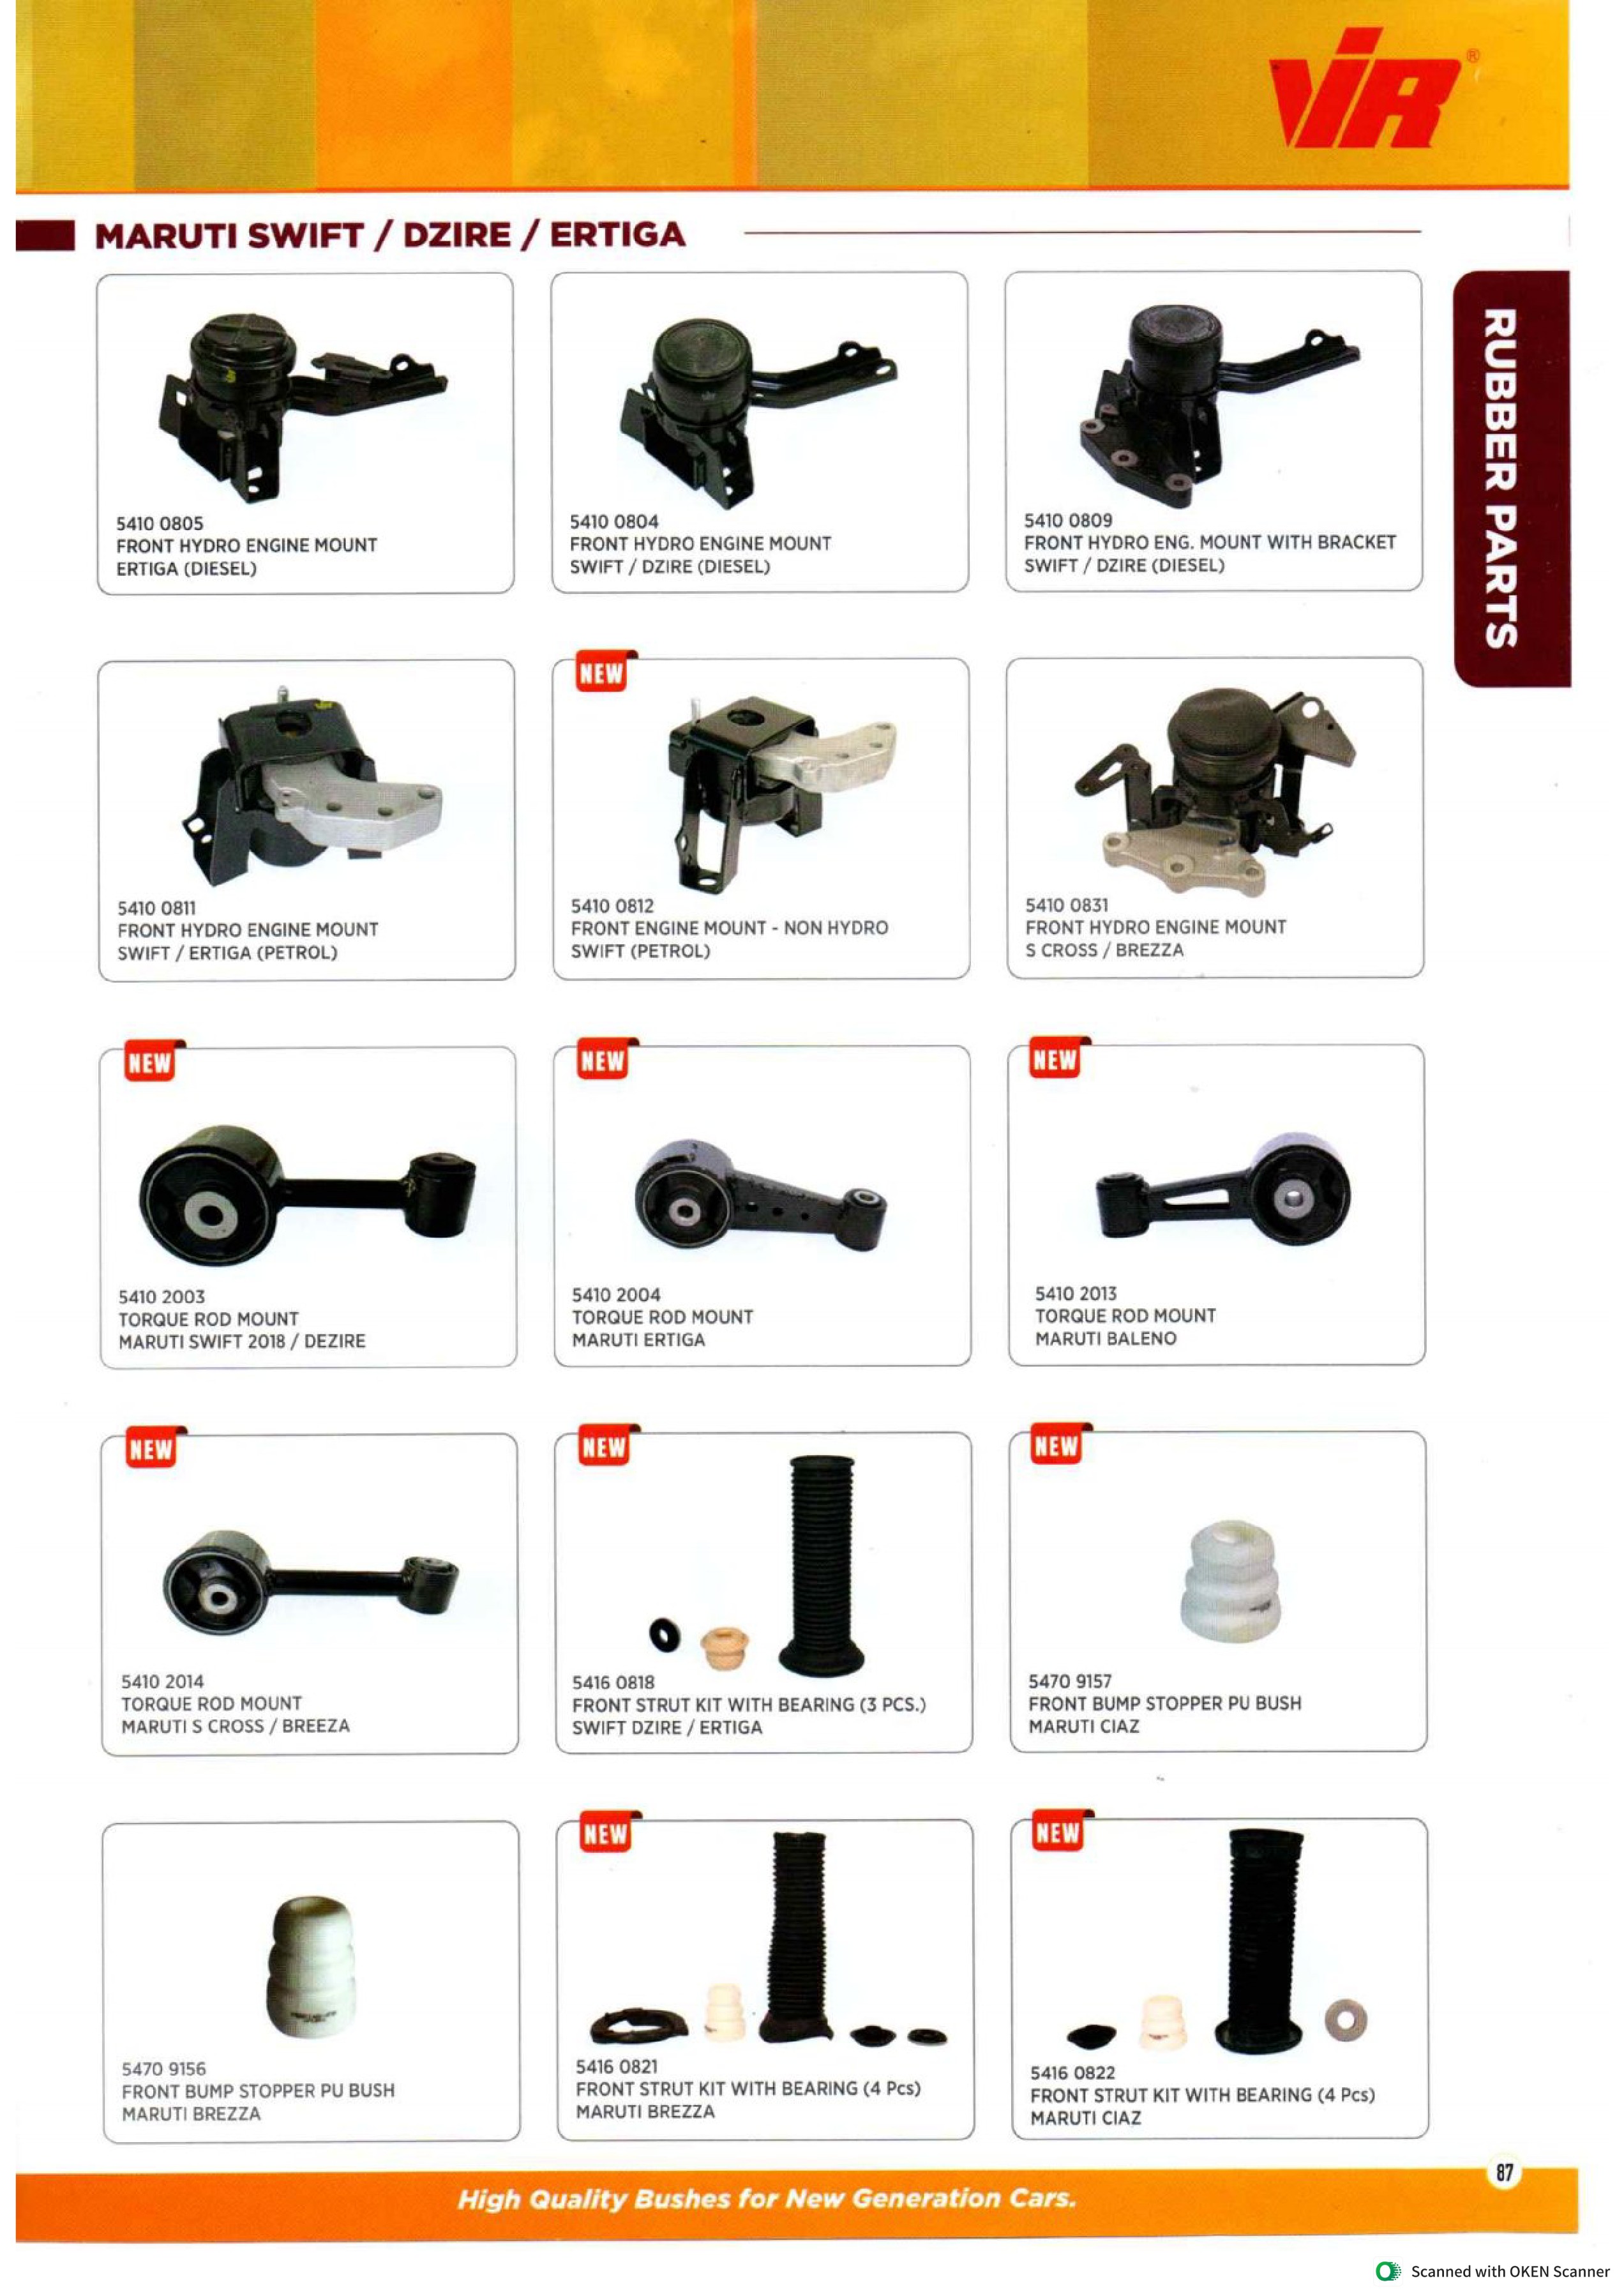 VIR®
MARUTI SWIFT / DZIRE / ERTIGA
RUBBER PARTS
5410 0805
FRONT HYDRO ENGINE MOUNT
ERTIGA (DIESEL)
5410 0804
FRONT HYDRO ENGINE MOUNT
SWIFT / DZIRE (DIESEL)
5410 0809
FRONT HYDRO ENG. MOUNT WITH BRACKET
SWIFT / DZIRE (DIESEL)
5410 0811
FRONT HYDRO ENGINE MOUNT
SWIFT / ERTIGA (PETROL)
NEW
5410 0812
FRONT ENGINE MOUNT - NON HYDRO
SWIFT (PETROL)
5410 0831
FRONT HYDRO ENGINE MOUNT
S CROSS / BREZZA
NEW
5410 2003
TORQUE ROD MOUNT
MARUTI SWIFT 2018 / DEZIRE
NEW
5410 2004
TORQUE ROD MOUNT
MARUTI ERTIGA
NEW
5410 2013
TORQUE ROD MOUNT
MARUTI BALENO
NEW
5410 2014
TORQUE ROD MOUNT
MARUTI S CROSS / BREEZA
NEW
5416 0818
FRONT STRUT KIT WITH BEARING (3 PCS.)
SWIFT DZIRE / ERTIGA
NEW
5470 9157
FRONT BUMP STOPPER PU BUSH
MARUTI CIAZ
5470 9156
FRONT BUMP STOPPER PU BUSH
MARUTI BREZZA
NEW
5416 0821
FRONT STRUT KIT WITH BEARING (4 Pcs)
MARUTI BREZZA
NEW
5416 0822
FRONT STRUT KIT WITH BEARING (4 Pcs)
MARUTI CIAZ
87
High Quality Bushes for New Generation Cars.
Scanned with OKEN Scanner